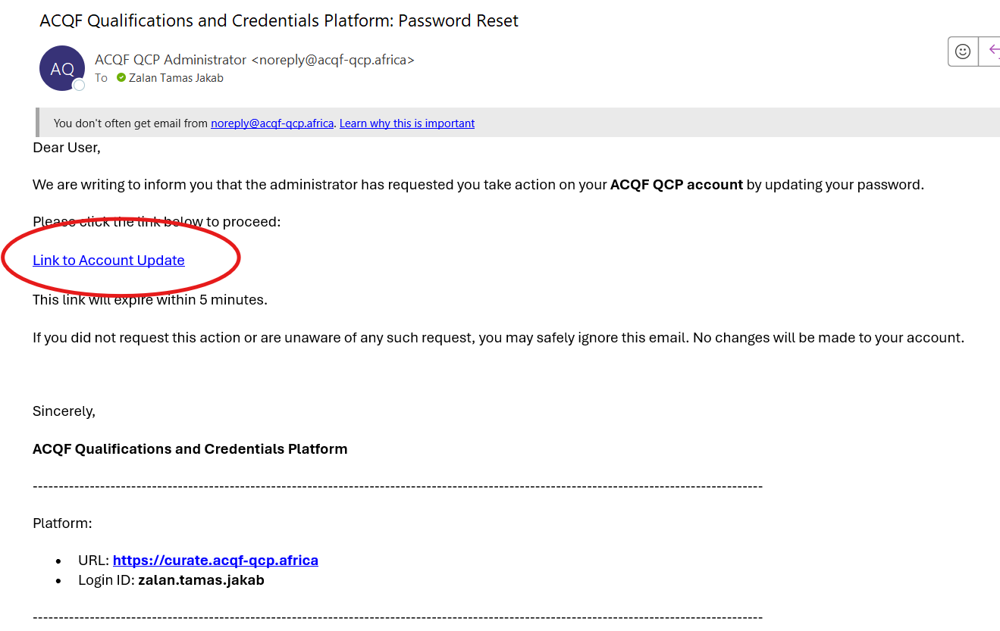 ACQF Qualifications and Credentials Platform: Password Reset
AQ
ACQF QCP Administrator <noreply@acqf-qcp.africa>
To Zalan Tamas Jakab
You don't often get email from noreply@acqf-qcp.africa. Learn why this is important
Dear User,
We are writing to inform you that the administrator has requested you take action on your ACQF QCP account by updating your password.
Please click the link below to proceed:
Link to Account Update
This link will expire within 5 minutes.
If you did not request this action or are unaware of any such request, you may safely ignore this email. No changes will be made to your account.
Sincerely,
ACQF Qualifications and Credentials Platform
--------------------------------------------------------------------------------------------------------------------------------------------
Platform:
• URL: https://curate.acqf-qcp.africa
• Login ID: zalan.tamas.jakab
--------------------------------------------------------------------------------------------------------------------------------------------